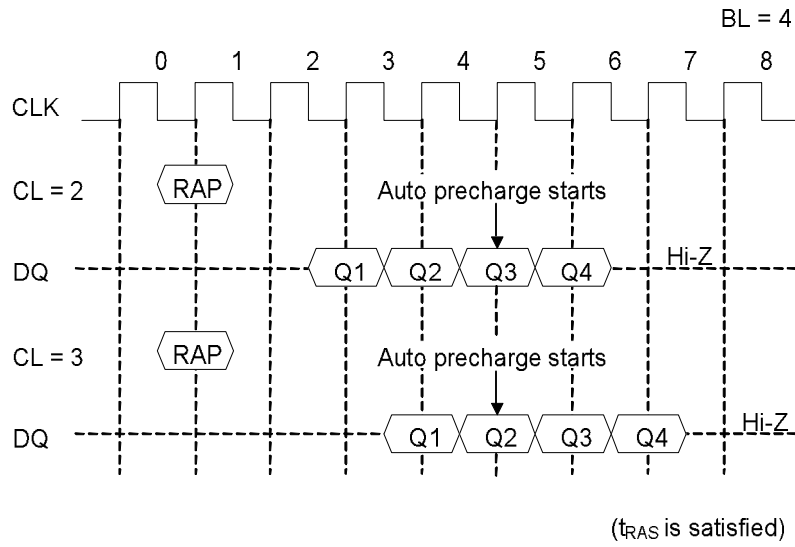 BL = 4
0 1 2 3 4 5 6 7 8
CLK
CL = 2 RAP Auto precharge starts
DQ Q1 Q2 Q3 Q4 Hi-Z
CL = 3 RAP Auto precharge starts
DQ Q1 Q2 Q3 Q4 Hi-Z
(tRAS is satisfied)